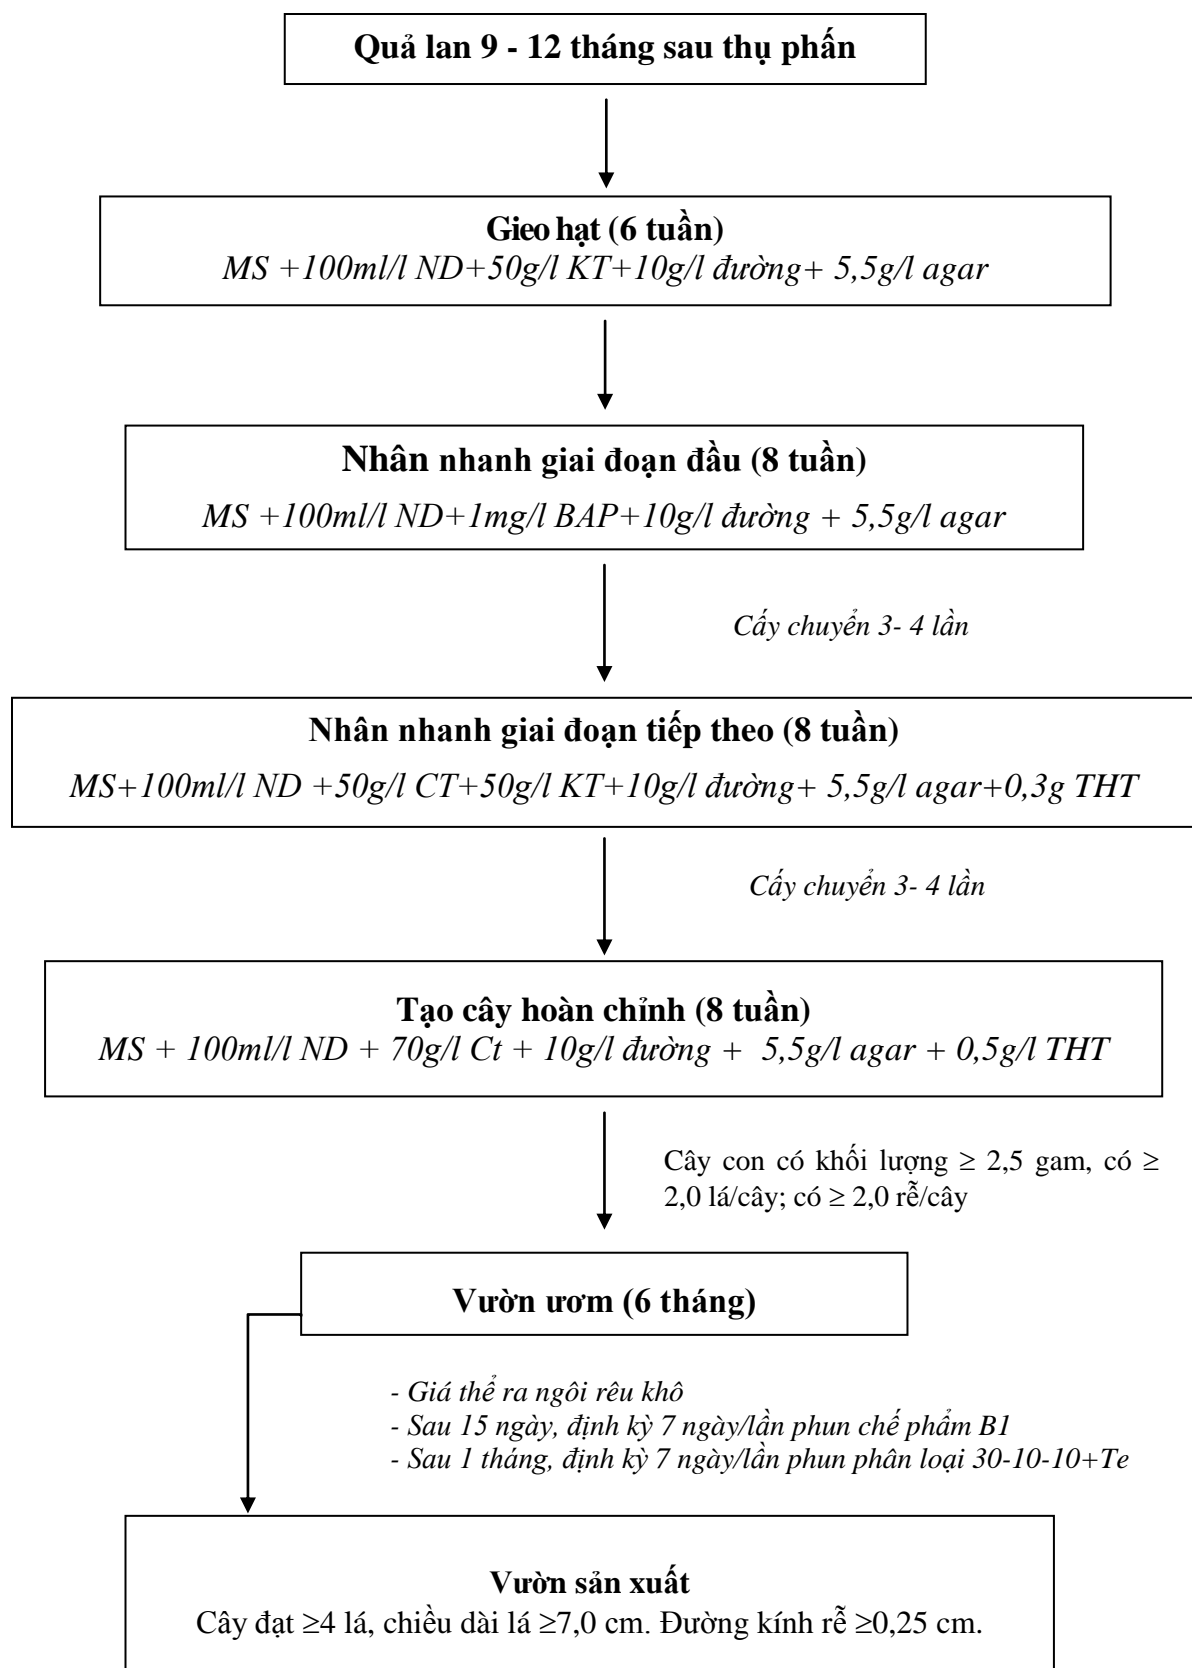 Quả lan 9 - 12 tháng sau thụ phấn
Gieo hạt (6 tuần)
MS +100ml/l ND+50g/l KT+10g/l đường+ 5,5g/l agar
Nhân nhanh giai đoạn đầu (8 tuần)
MS +100ml/l ND+1mg/l BAP+10g/l đường + 5,5g/l agar
Cấy chuyển 3- 4 lần
Nhân nhanh giai đoạn tiếp theo (8 tuần)
MS+100ml/l ND +50g/l CT+50g/l KT+10g/l đường+ 5,5g/l agar+0,3g THT
Cấy chuyển 3- 4 lần
Tạo cây hoàn chỉnh (8 tuần)
MS + 100ml/l ND + 70g/l Ct + 10g/l đường + 5,5g/l agar + 0,5g/l THT
Cây con có khối lượng ≥ 2,5 gam, có ≥
2,0 lá/cây; có ≥ 2,0 rễ/cây
Vườn ươm (6 tháng)
- Giá thể ra ngôi rêu khô
- Sau 15 ngày, định kỳ 7 ngày/lần phun chế phẩm B1
- Sau 1 tháng, định kỳ 7 ngày/lần phun phân loại 30-10-10+Te
Vườn sản xuất
Cây đạt ≥4 lá, chiều dài lá ≥7,0 cm. Đường kính rễ ≥0,25 cm.